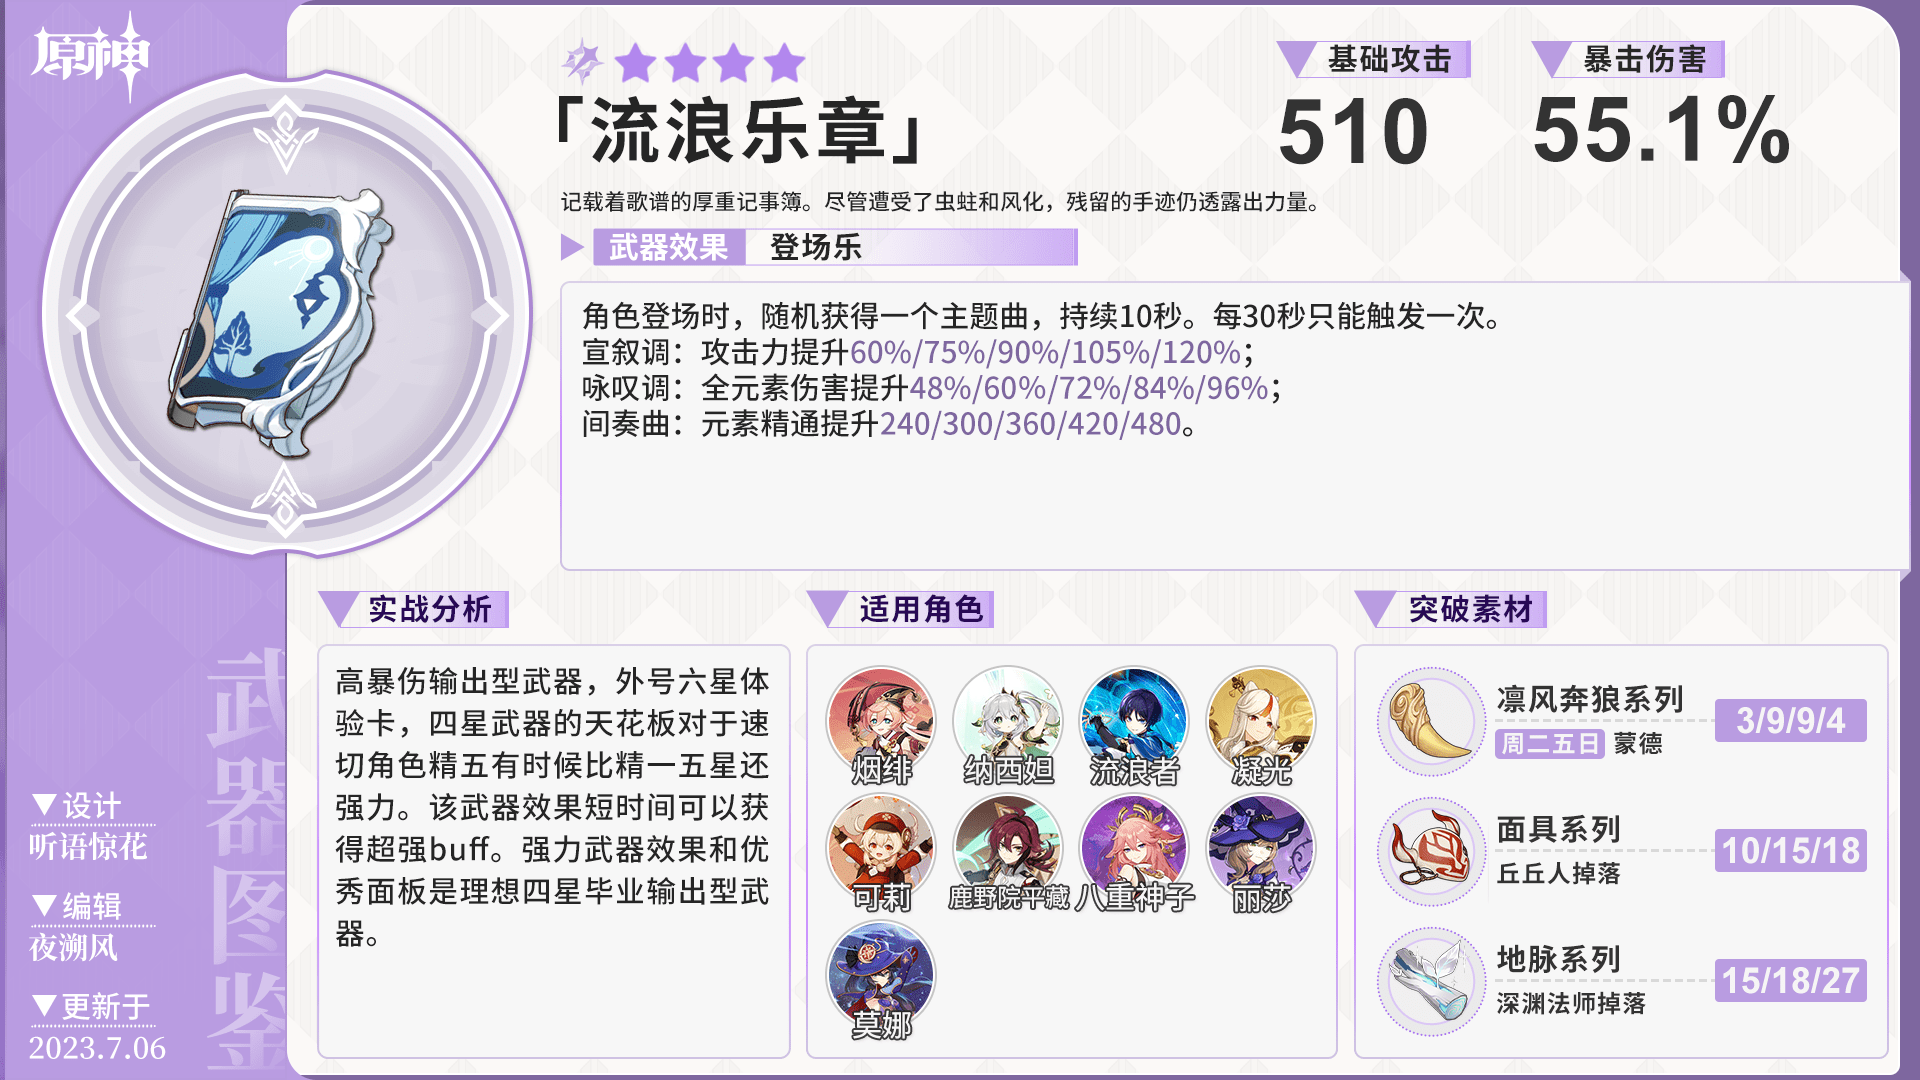 原神
「流浪乐章」
基础攻击
510
暴击伤害
55.1%
记载着歌谱的厚重记事簿。尽管遭受了虫蛀和风化，残留的手迹仍透露出力量。
武器效果
登场乐
角色登场时，随机获得一个主题曲，持续10秒。每30秒只能触发一次。
宣叙调：攻击力提升60%/75%/90%/105%/120%；
咏叹调：全元素伤害提升48%/60%/72%/84%/96%；
间奏曲：元素精通提升240/300/360/420/480。
武器图鉴
▼设计
听语惊花
▼编辑
夜溯风
▼更新于
2023.7.06
实战分析
高暴伤输出型武器，外号六星体
验卡，四星武器的天花板对于速
切角色精五有时候比精一五星还
强力。该武器效果短时间可以获
得超强buff。强力武器效果和优
秀面板是理想四星毕业输出型武
器。
适用角色
烟绯
纳西妲
流浪者
凝光
可莉
鹿野院平藏
八重神子
丽莎
莫娜
突破素材
凛风奔狼系列
周二五日 蒙德
3/9/9/4
面具系列
丘丘人掉落
10/15/18
地脉系列
深渊法师掉落
15/18/27